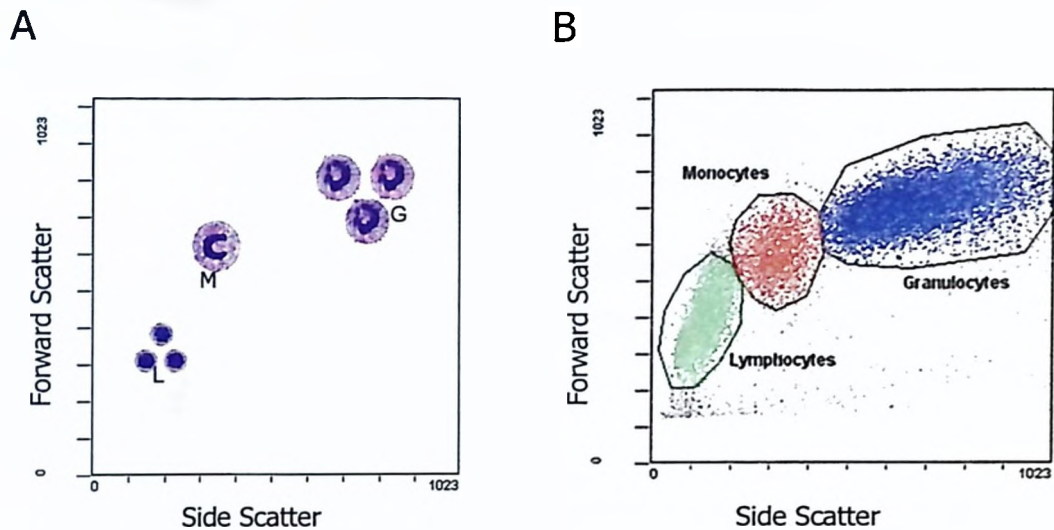 A
1023
Forward Scatter
0
G
M
L
0
1023
Side Scatter
B
1023
Forward Scatter
0
Monocytes
Granulocytes
Lymphocytes
0
1023
Side Scatter